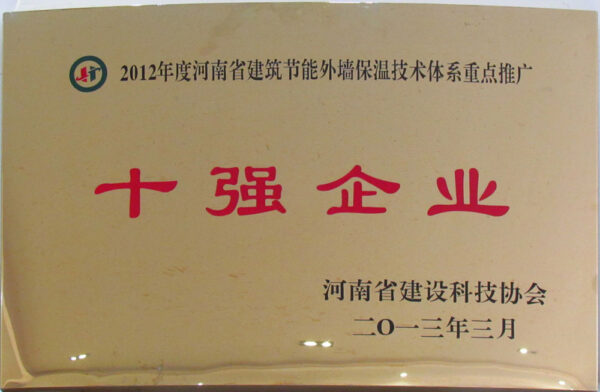 2012年度河南省建筑节能外墙保温技术体系重点推广
十强企业
河南省建设科技协会
二〇一三年三月